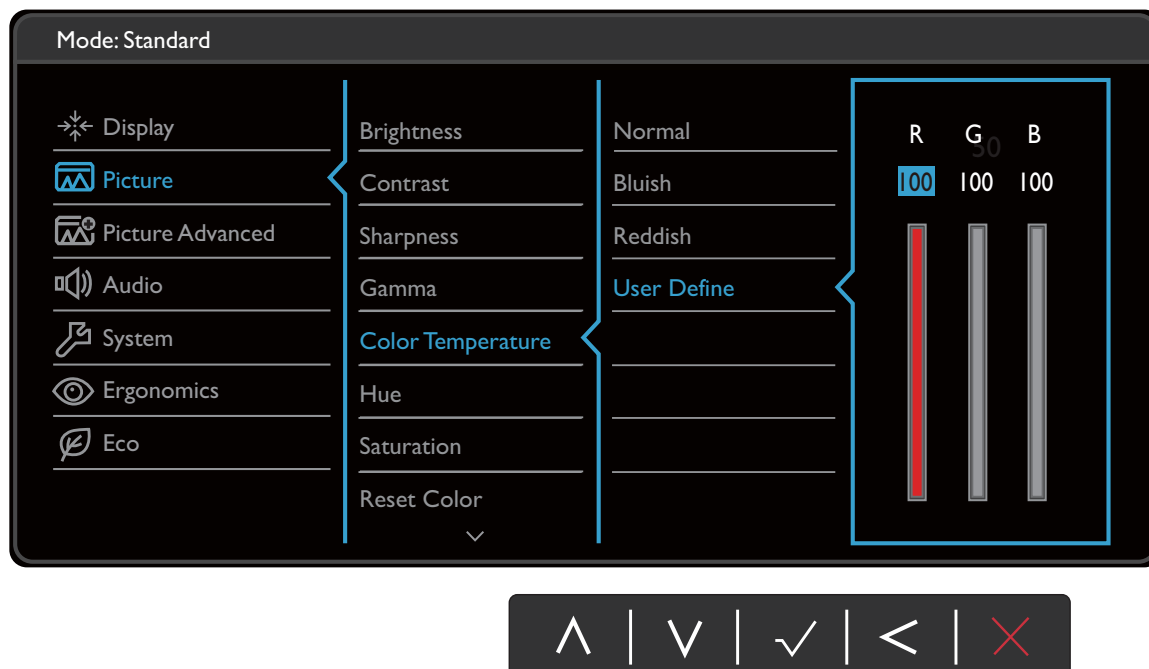 Mode: Standard
Display
Picture
Picture Advanced
Audio
System
Ergonomics
Eco
Brightness
Contrast
Sharpness
Gamma
Color Temperature
Hue
Saturation
Reset Color
Normal
Bluish
Reddish
User Define
R G B
50
100 100 100